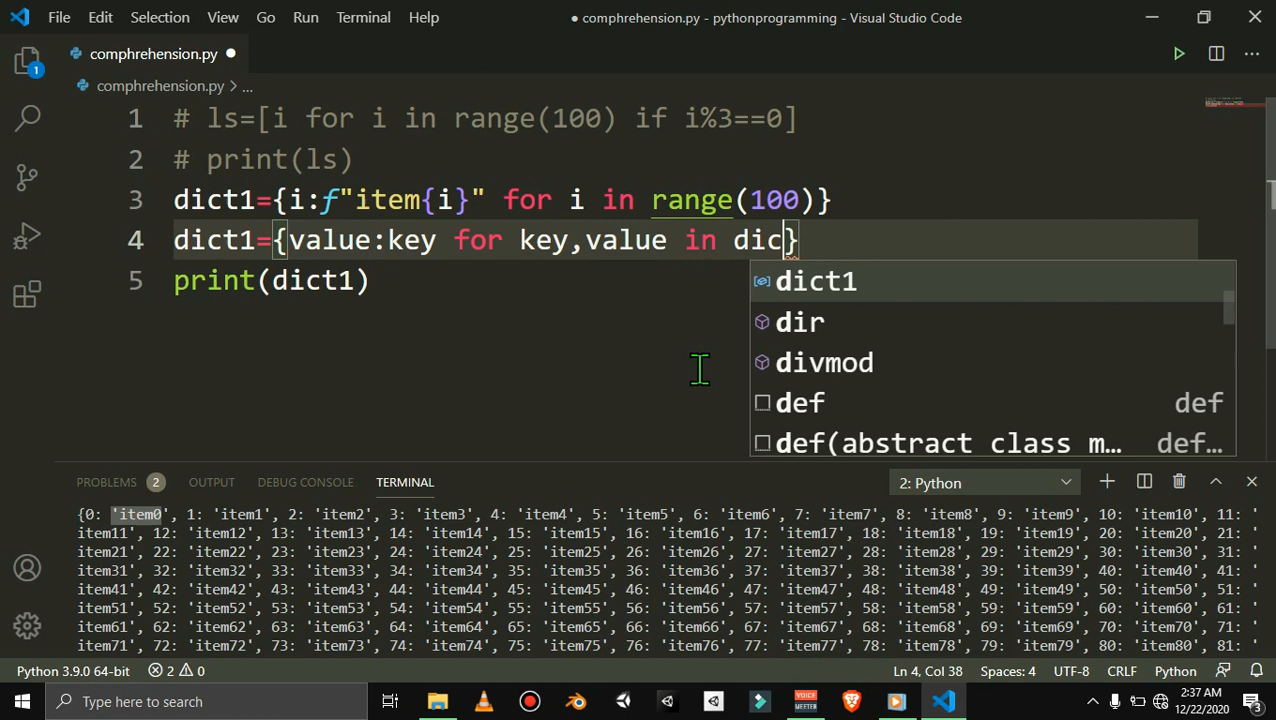 File Edit Selection View Go Run Terminal Help ● comphrehension.py - pythonprogramming - Visual Studio Code
comphrehension.py ●
comphrehension.py > ...
1 # ls=[i for i in range(100) if i%3==0]
2 # print(ls)
3 dict1={i:f"item{i}" for i in range(100)}
4 dict1={value:key for key,value in dic}
5 print(dict1)
dict1
dir
divmod
def def
def(abstract class m... def...
1
PROBLEMS 2 OUTPUT DEBUG CONSOLE TERMINAL 2: Python
{0: 'item0', 1: 'item1', 2: 'item2', 3: 'item3', 4: 'item4', 5: 'item5', 6: 'item6', 7: 'item7', 8: 'item8', 9: 'item9', 10: 'item10', 11: '
item11', 12: 'item12', 13: 'item13', 14: 'item14', 15: 'item15', 16: 'item16', 17: 'item17', 18: 'item18', 19: 'item19', 20: 'item20', 21: '
item21', 22: 'item22', 23: 'item23', 24: 'item24', 25: 'item25', 26: 'item26', 27: 'item27', 28: 'item28', 29: 'item29', 30: 'item30', 31: '
item31', 32: 'item32', 33: 'item33', 34: 'item34', 35: 'item35', 36: 'item36', 37: 'item37', 38: 'item38', 39: 'item39', 40: 'item40', 41: '
item41', 42: 'item42', 43: 'item43', 44: 'item44', 45: 'item45', 46: 'item46', 47: 'item47', 48: 'item48', 49: 'item49', 50: 'item50', 51: '
item51', 52: 'item52', 53: 'item53', 54: 'item54', 55: 'item55', 56: 'item56', 57: 'item57', 58: 'item58', 59: 'item59', 60: 'item60', 61: '
item61', 62: 'item62', 63: 'item63', 64: 'item64', 65: 'item65', 66: 'item66', 67: 'item67', 68: 'item68', 69: 'item69', 70: 'item70', 71: '
item71', 72: 'item72', 73: 'item73', 74: 'item74', 75: 'item75', 76: 'item76', 77: 'item77', 78: 'item78', 79: 'item79', 80: 'item80', 81: '
Python 3.9.0 64-bit 2 0 Ln 4, Col 38 Spaces: 4 UTF-8 CRLF Python
Type here to search VOICE MEETER 2:37 AM
12/22/2020 3